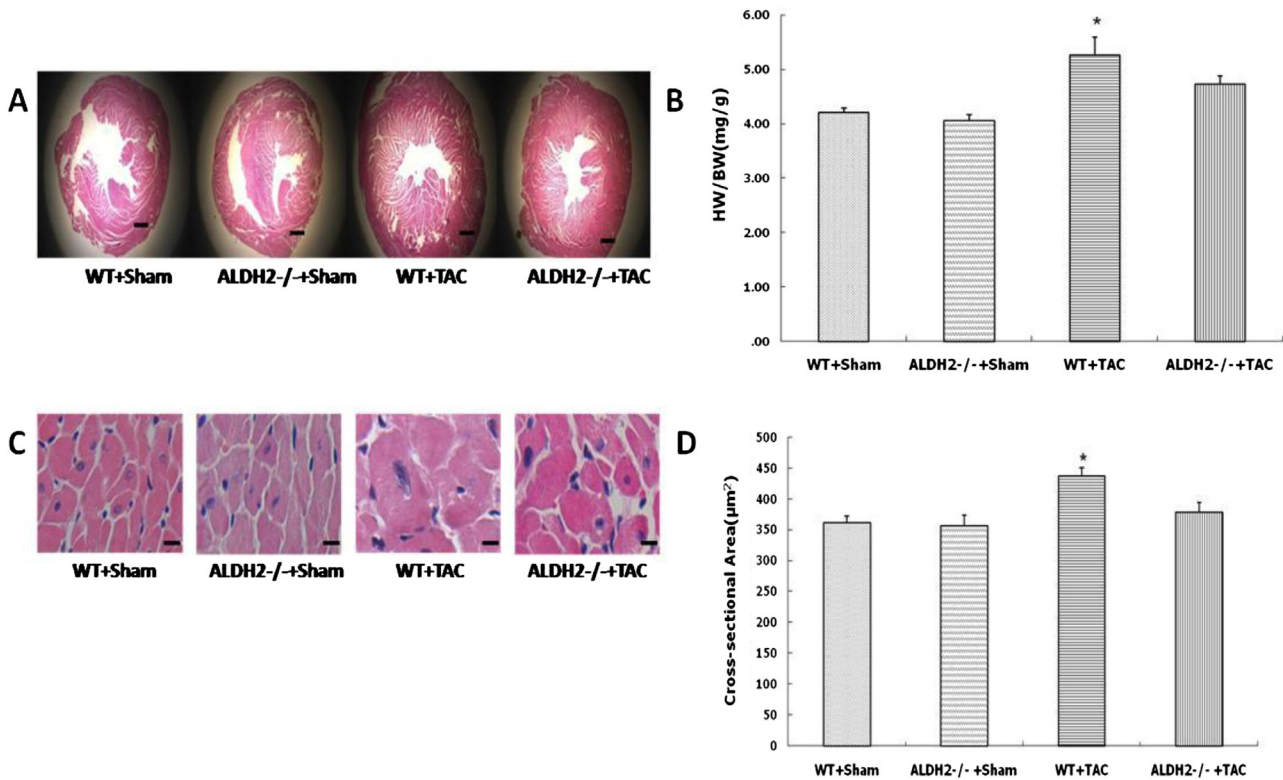 A
WT+Sham ALDH2-/-+Sham WT+TAC ALDH2-/-+TAC
B
HW/BW(mg/g)
6.00
5.00
4.00
3.00
2.00
1.00
.00
*
WT+Sham ALDH2-/-+Sham WT+TAC ALDH2-/-+TAC
C
WT+Sham ALDH2-/-+Sham WT+TAC ALDH2-/-+TAC
D
Cross-sectional Area(μm²)
500
450
400
350
300
250
200
150
100
50
0
*
WT+Sham ALDH2-/- +Sham WT+TAC ALDH2-/- +TAC